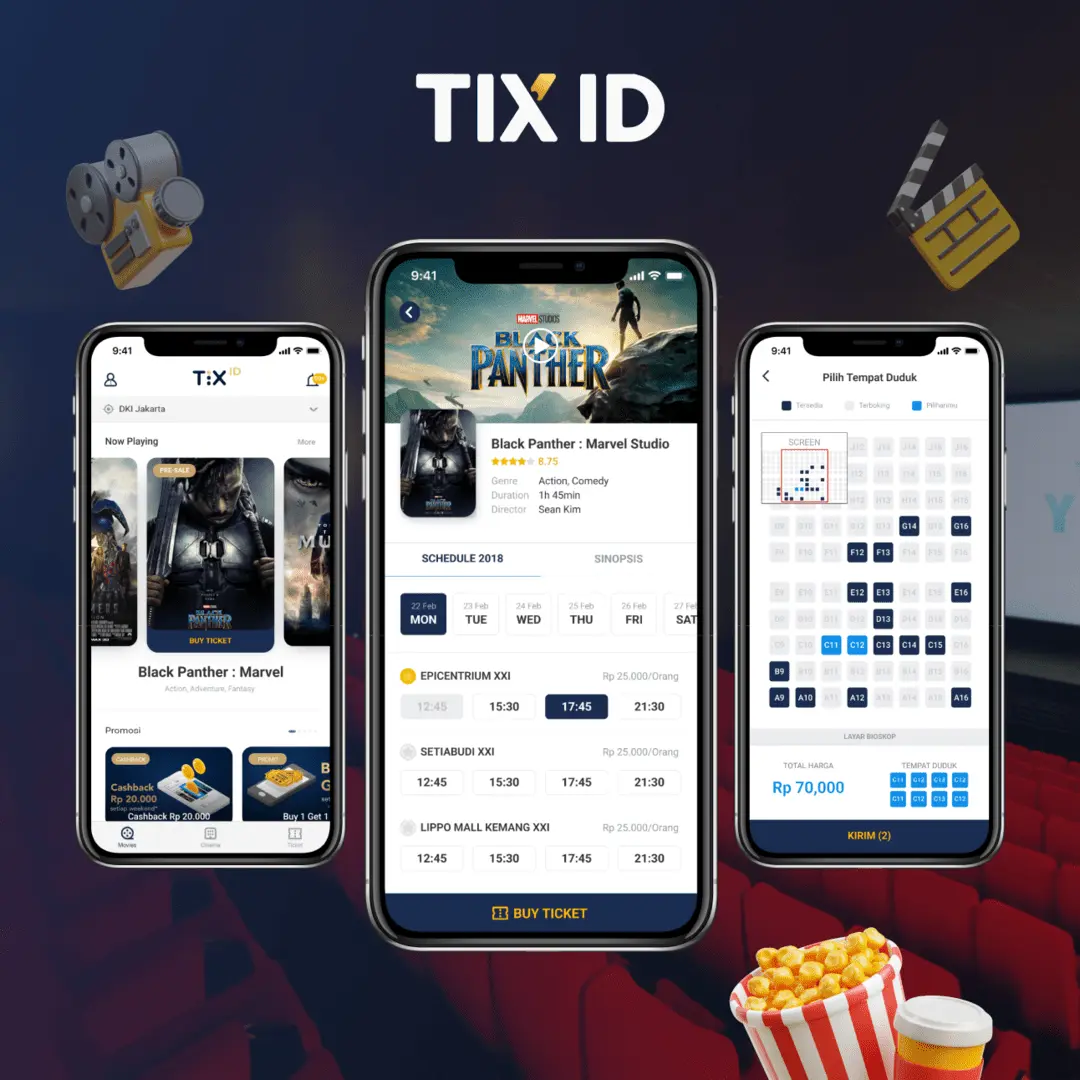 TIX ID
9:41
TIX ID
DKI Jakarta
Now Playing
More
PRE-SALE
BLACK PANTHER
BUY TICKET
Black Panther : Marvel
Action, Adventure, Fantasy
Promosi
CASHBACK
Cashback
Rp 20.000
setiap weekend*
Cashback Rp 20.000
PROMO
Buy 1 Get 1
Movies
Cinema
Ticket
9:41
MARVEL STUDIOS
BLACK
PANTHER
Black Panther : Marvel Studio
8.75
Genre Action, Comedy
Duration 1h 45min
Director Sean Kim
SCHEDULE 2018 SINOPSIS
22 Feb 23 Feb 24 Feb 25 Feb 26 Feb 27 Feb
MON TUE WED THU FRI SAT
EPICENTRIUM XXI Rp 25.000/Orang
12:45 15:30 17:45 21:30
SETIABUDI XXI Rp 25.000/Orang
12:45 15:30 17:45 21:30
LIPPO MALL KEMANG XXI Rp 25.000/Orang
12:45 15:30 17:45 21:30
BUY TICKET
9:41
Pilih Tempat Duduk
Tersedia Terboking Pilihanmu
SCREEN
G14 G16
F12 F13
E12 E13 E16
D13
C11 C12 C13 C14 C15
B9
A9 A10 A12 A16
LAYAR BIOSKOP
TOTAL HARGA TEMPAT DUDUK
Rp 70,000
C11 C12 C13 C12
C11 C12 C13 C12
KIRIM (2)